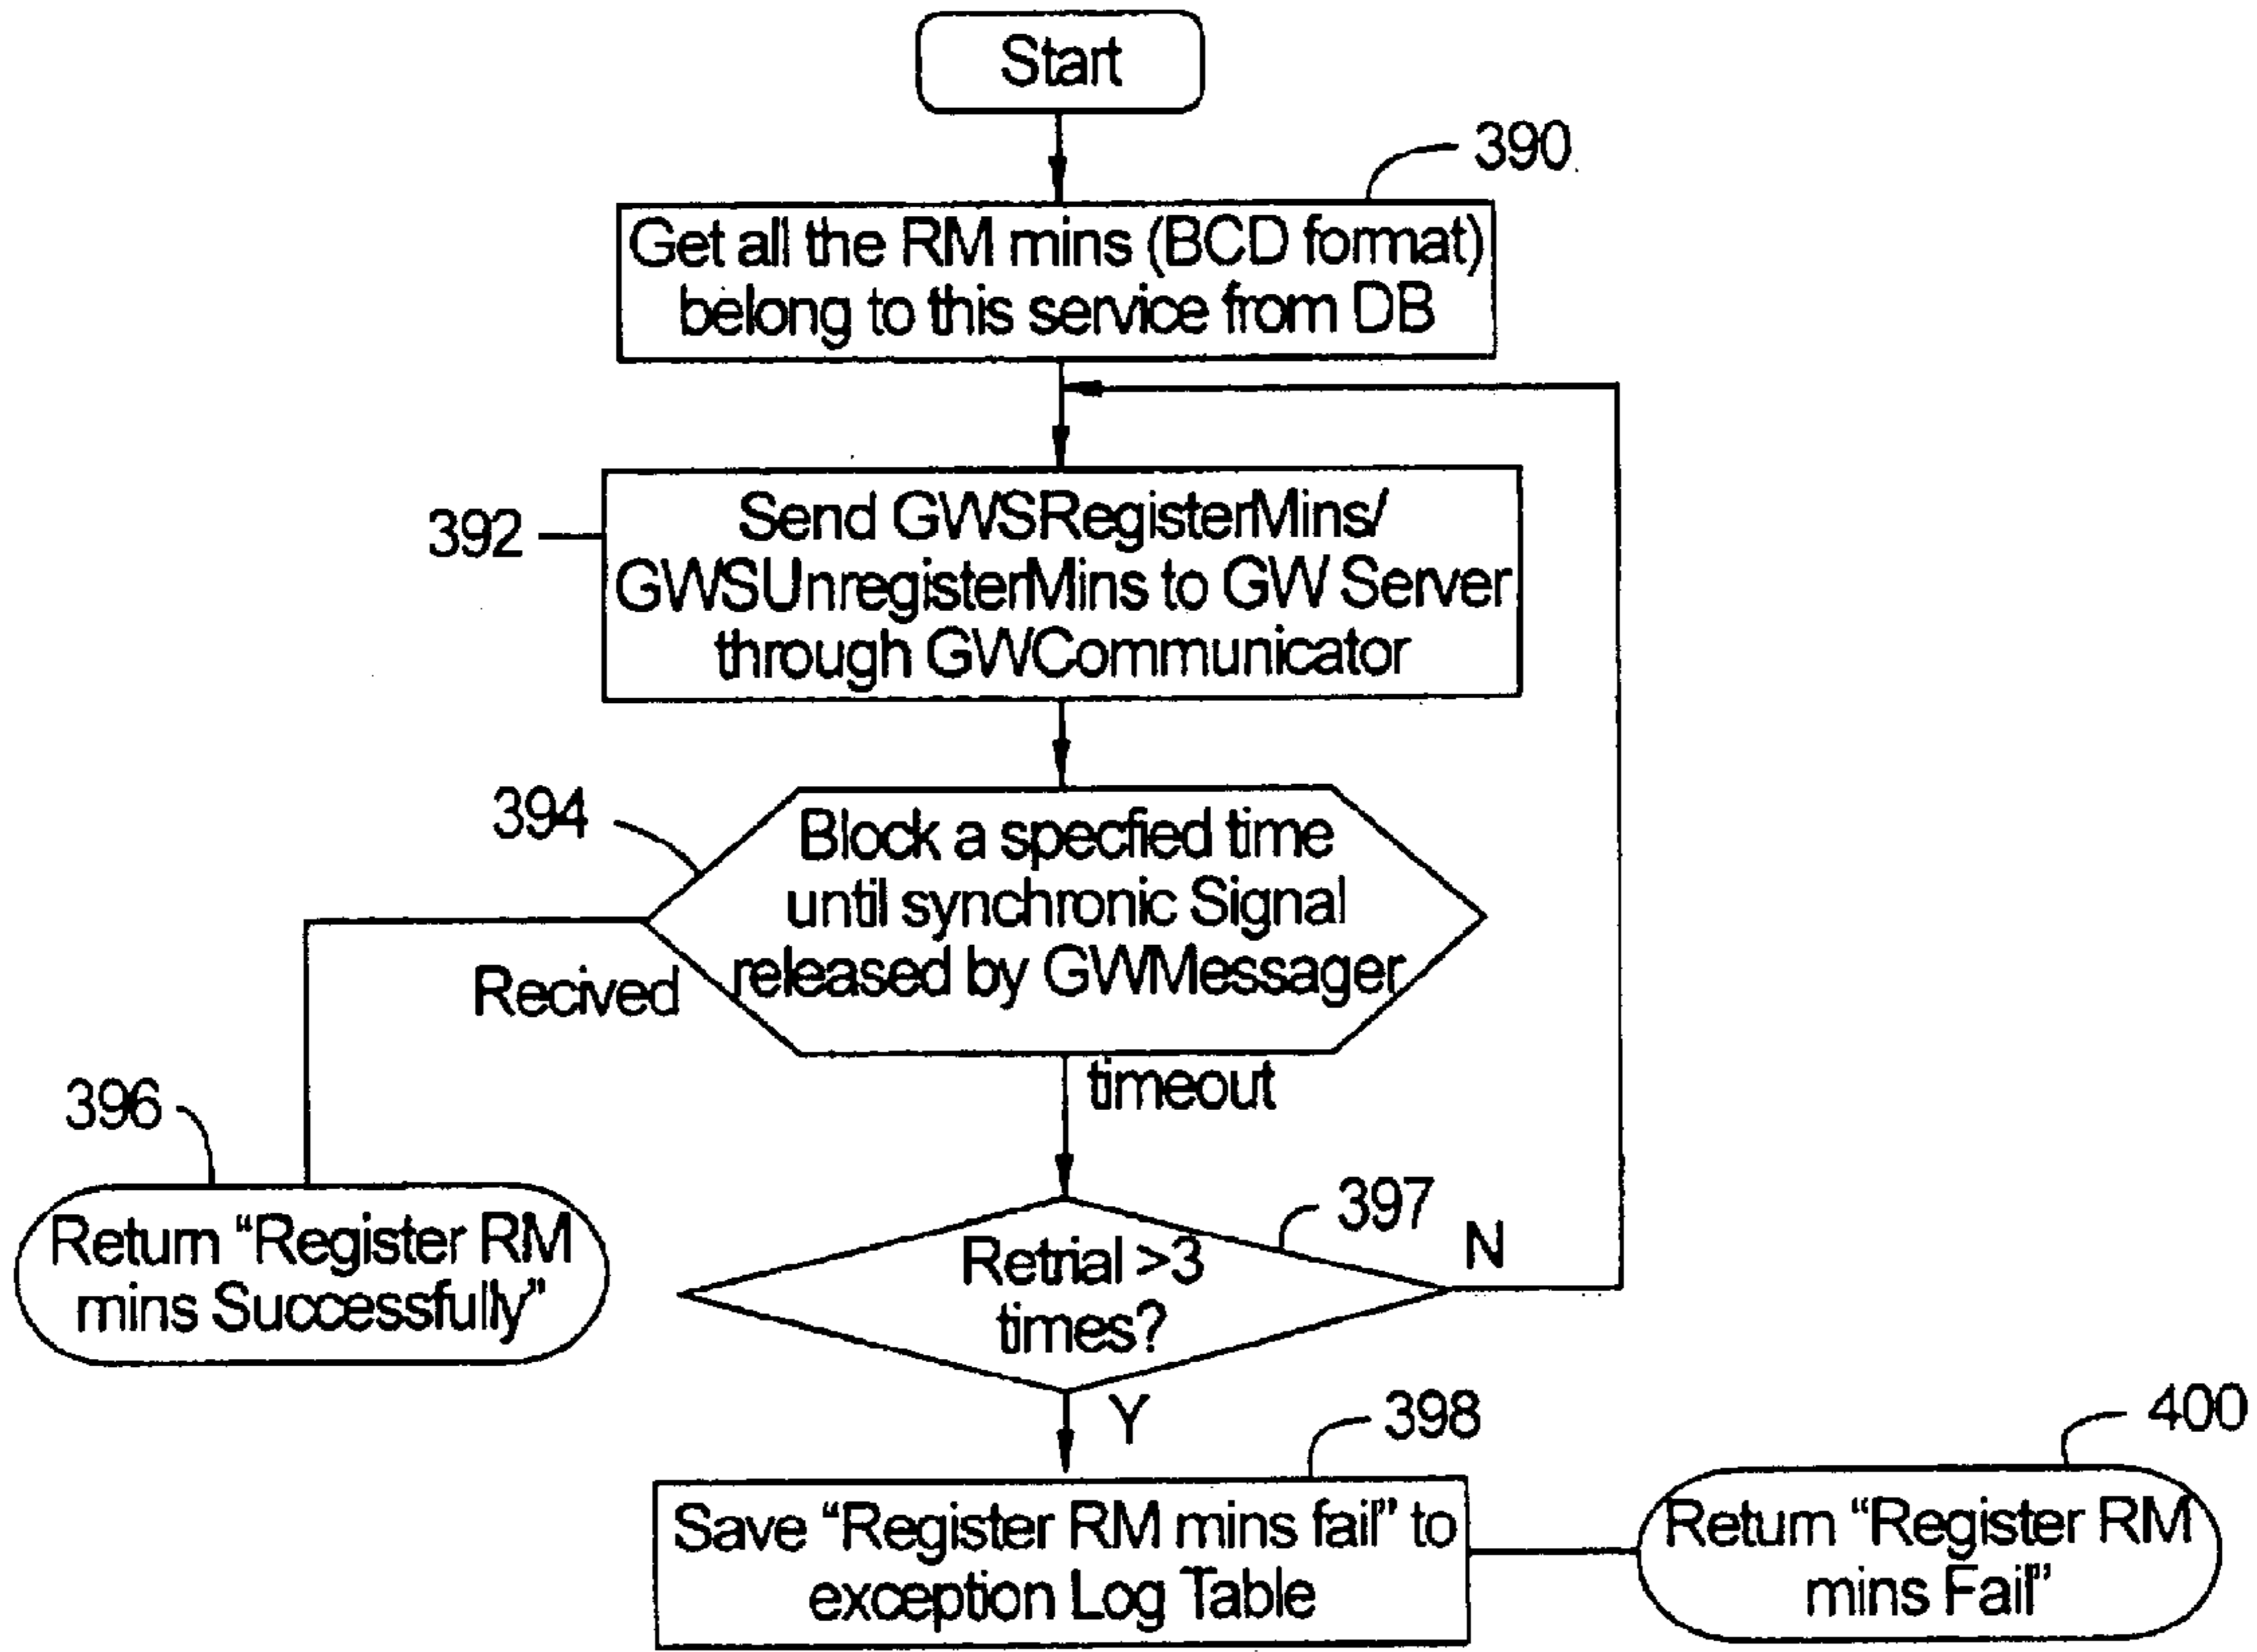 Start
390
Get all the RM mins (BCD format)
belong to this service from DB
392
Send GWSRegisterMins/
GWSUnregisterMins to GW Server
through GWCommunicator
394
Block a specfied time
until synchronic Signal
released by GWMessager
Recived
timeout
396
Return “Register RM
mins Successfully”
397
Retrial >3
times?
N
Y
398
Save “Register RM mins fail” to
exception Log Table
400
Return “Register RM
mins Fail”